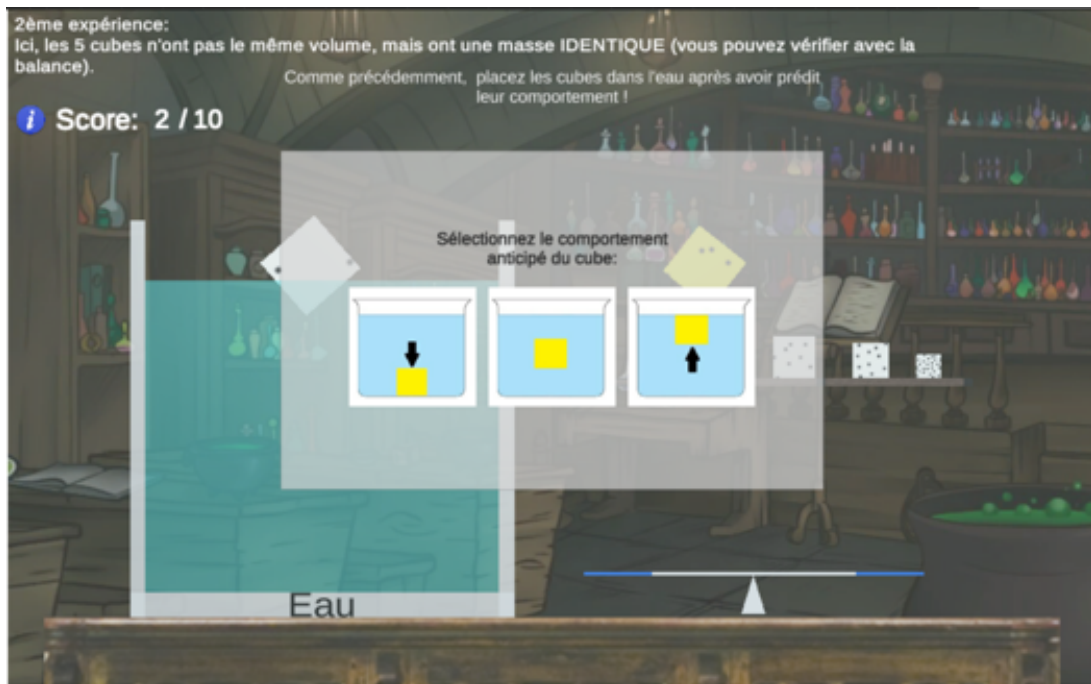 2ème expérience:
Ici, les 5 cubes n'ont pas le même volume, mais ont une masse IDENTIQUE (vous pouvez vérifier avec la
balance).
Comme précédemment, placez les cubes dans l'eau après avoir prédit
leur comportement !
i Score: 2 / 10
Sélectionnez le comportement
anticipé du cube:
Eau